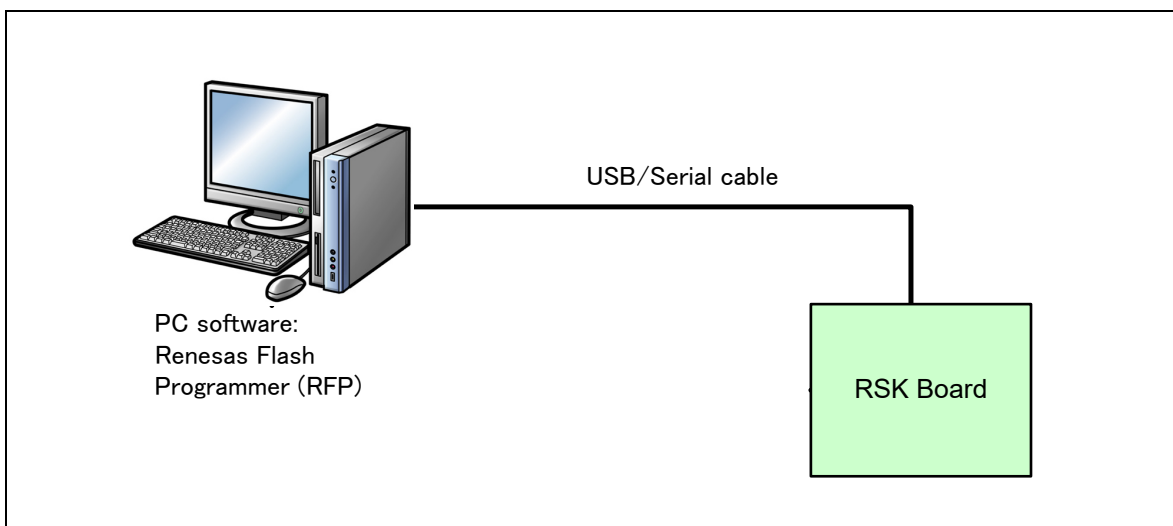 USB/Serial cable
PC software:
Renesas Flash
Programmer (RFP)
RSK Board